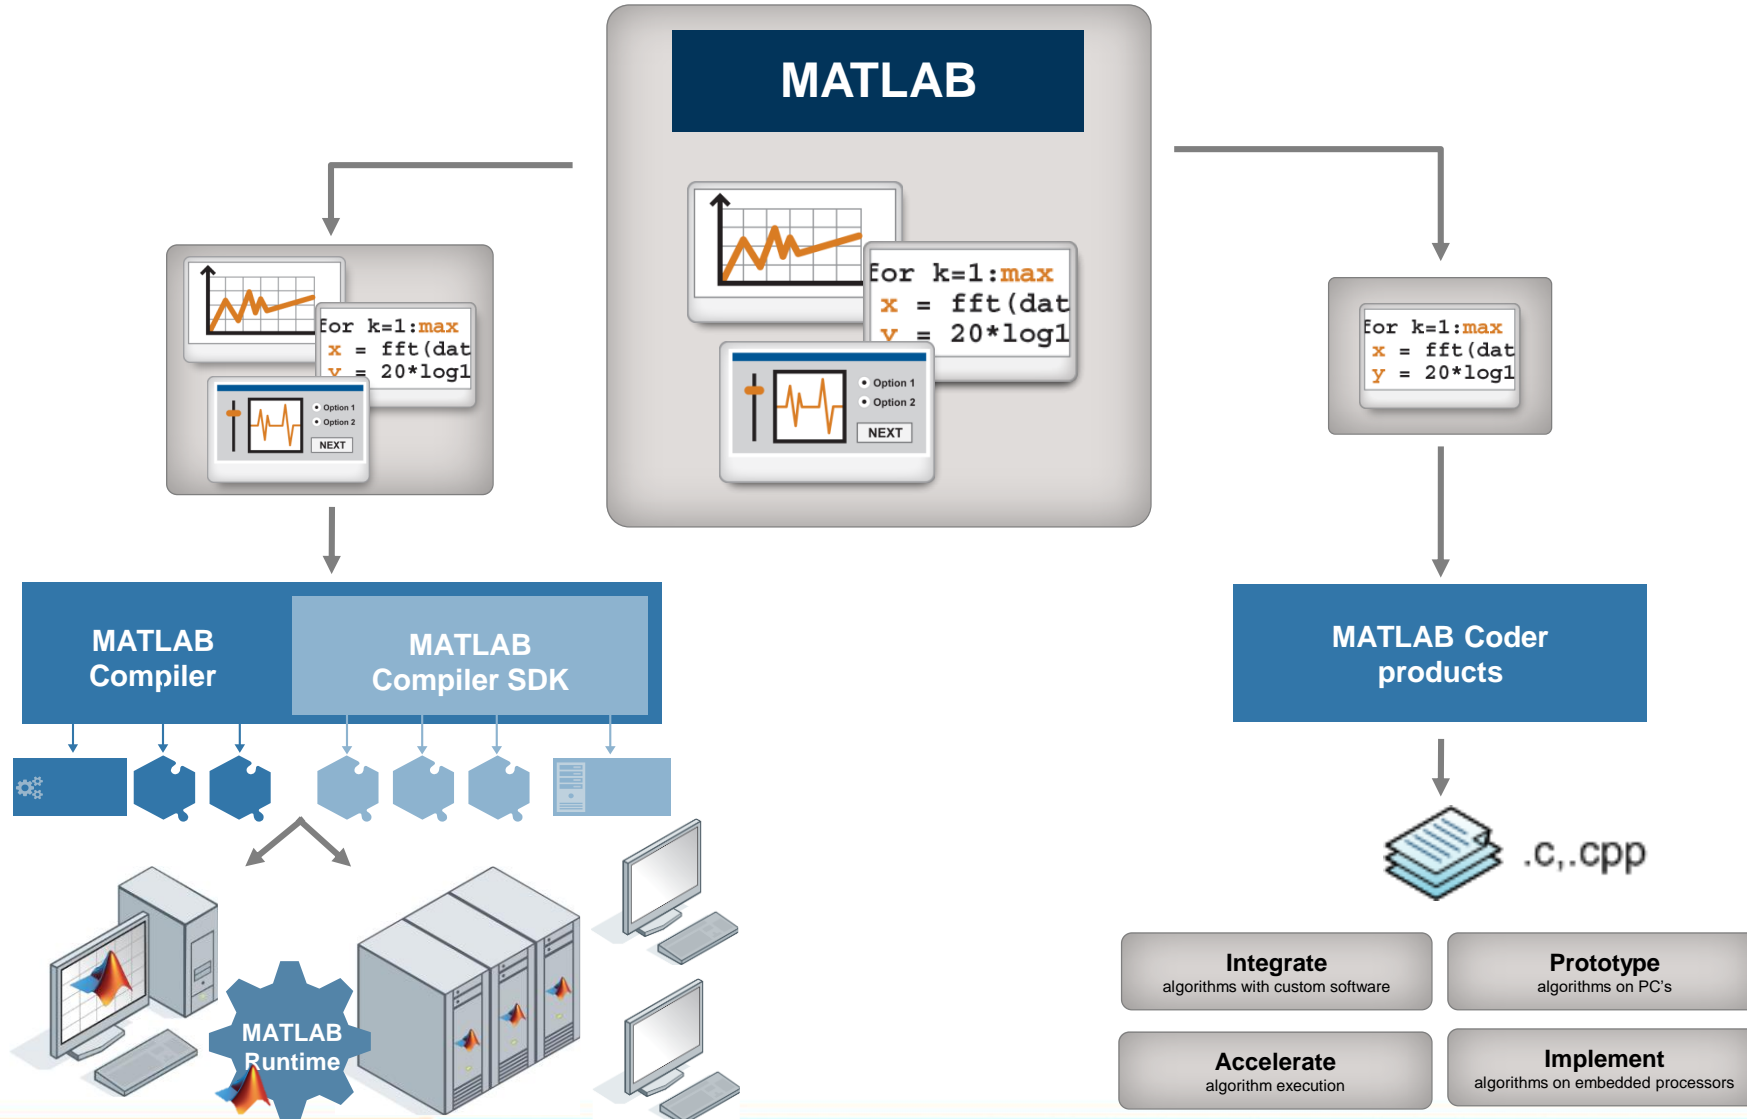 MATLAB
for k=1:max
x = fft(dat
y = 20*log1
Option 1
Option 2
NEXT
for k=1:max
x = fft(dat
y = 20*log1
Option 1
Option 2
NEXT
for k=1:max
x = fft(dat
y = 20*log1
MATLAB
Compiler
MATLAB
Compiler SDK
MATLAB Coder
products
.c,.cpp
MATLAB
Runtime
Integrate
algorithms with custom software
Prototype
algorithms on PC's
Accelerate
algorithm execution
Implement
algorithms on embedded processors